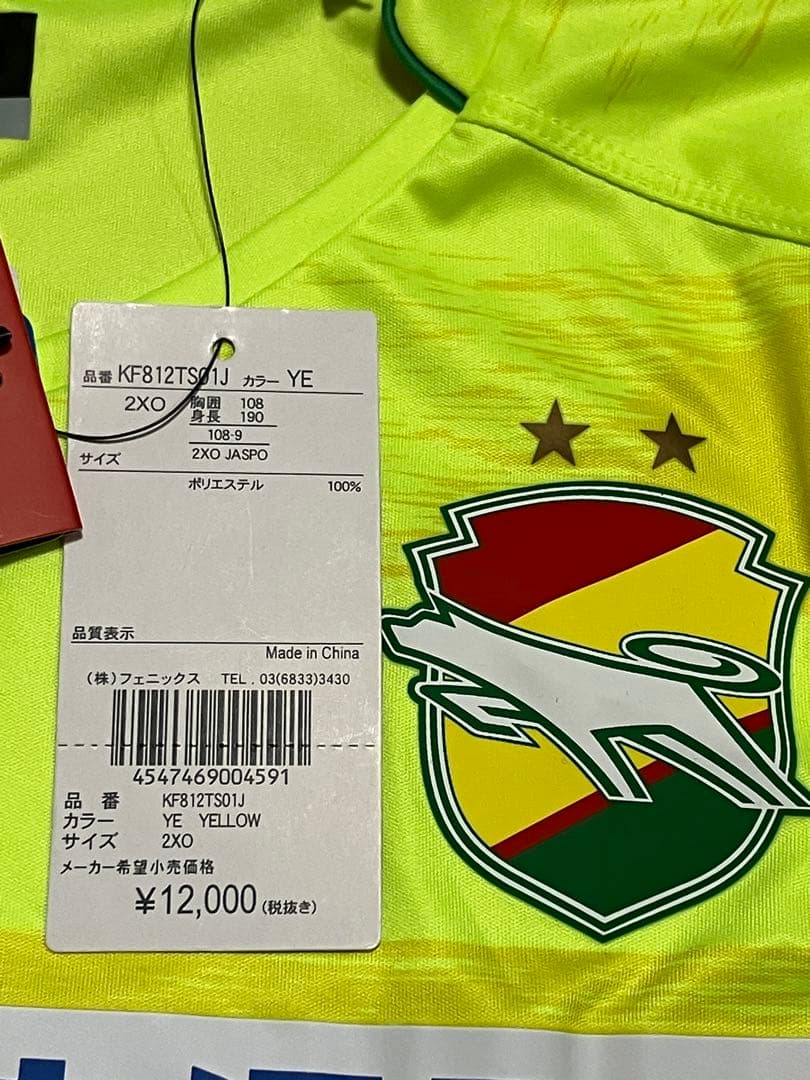 品番 KF812TS01J カラー YE
2XO 胸囲 108
身長 190
108-9
サイズ 2XO JASPO
ポリエステル 100%
品質表示
Made in China
(株)フェニックス TEL.03(6833)3430
4547469004591
品番 KF812TS01J
カラー YE YELLOW
サイズ 2XO
メーカー希望小売価格
¥12,000(税抜き)